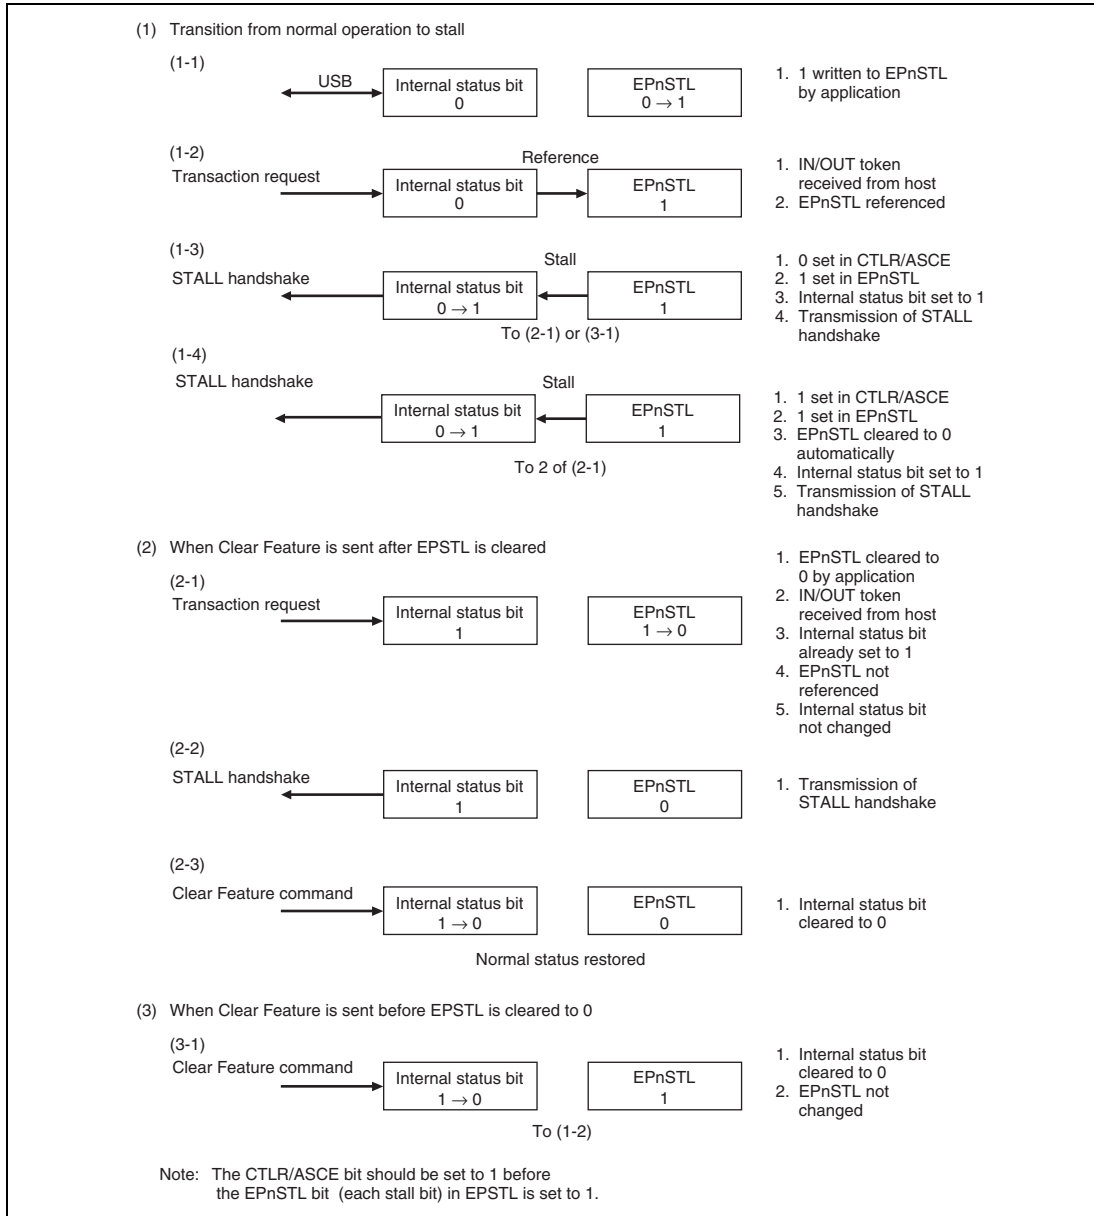 (1) Transition from normal operation to stall
(1-1)
USB
Internal status bit
0
EPnSTL
0 → 1
1. 1 written to EPnSTL
by application
(1-2)
Transaction request
Internal status bit
0
Reference
EPnSTL
1
1. IN/OUT token
received from host
2. EPnSTL referenced
(1-3)
STALL handshake
Internal status bit
0 → 1
Stall
EPnSTL
1
To (2-1) or (3-1)
1. 0 set in CTLR/ASCE
2. 1 set in EPnSTL
3. Internal status bit set to 1
4. Transmission of STALL
handshake
(1-4)
STALL handshake
Internal status bit
0 → 1
Stall
EPnSTL
1
To 2 of (2-1)
1. 1 set in CTLR/ASCE
2. 1 set in EPnSTL
3. EPnSTL cleared to 0
automatically
4. Internal status bit set to 1
5. Transmission of STALL
handshake
(2) When Clear Feature is sent after EPSTL is cleared
(2-1)
Transaction request
Internal status bit
1
EPnSTL
1 → 0
1. EPnSTL cleared to
0 by application
2. IN/OUT token
received from host
3. Internal status bit
already set to 1
4. EPnSTL not
referenced
5. Internal status bit
not changed
(2-2)
STALL handshake
Internal status bit
1
EPnSTL
0
1. Transmission of
STALL handshake
(2-3)
Clear Feature command
Internal status bit
1 → 0
EPnSTL
0
1. Internal status bit
cleared to 0
Normal status restored
(3) When Clear Feature is sent before EPSTL is cleared to 0
(3-1)
Clear Feature command
Internal status bit
1 → 0
EPnSTL
1
1. Internal status bit
cleared to 0
2. EPnSTL not
changed
To (1-2)
Note: The CTLR/ASCE bit should be set to 1 before
the EPnSTL bit (each stall bit) in EPSTL is set to 1.